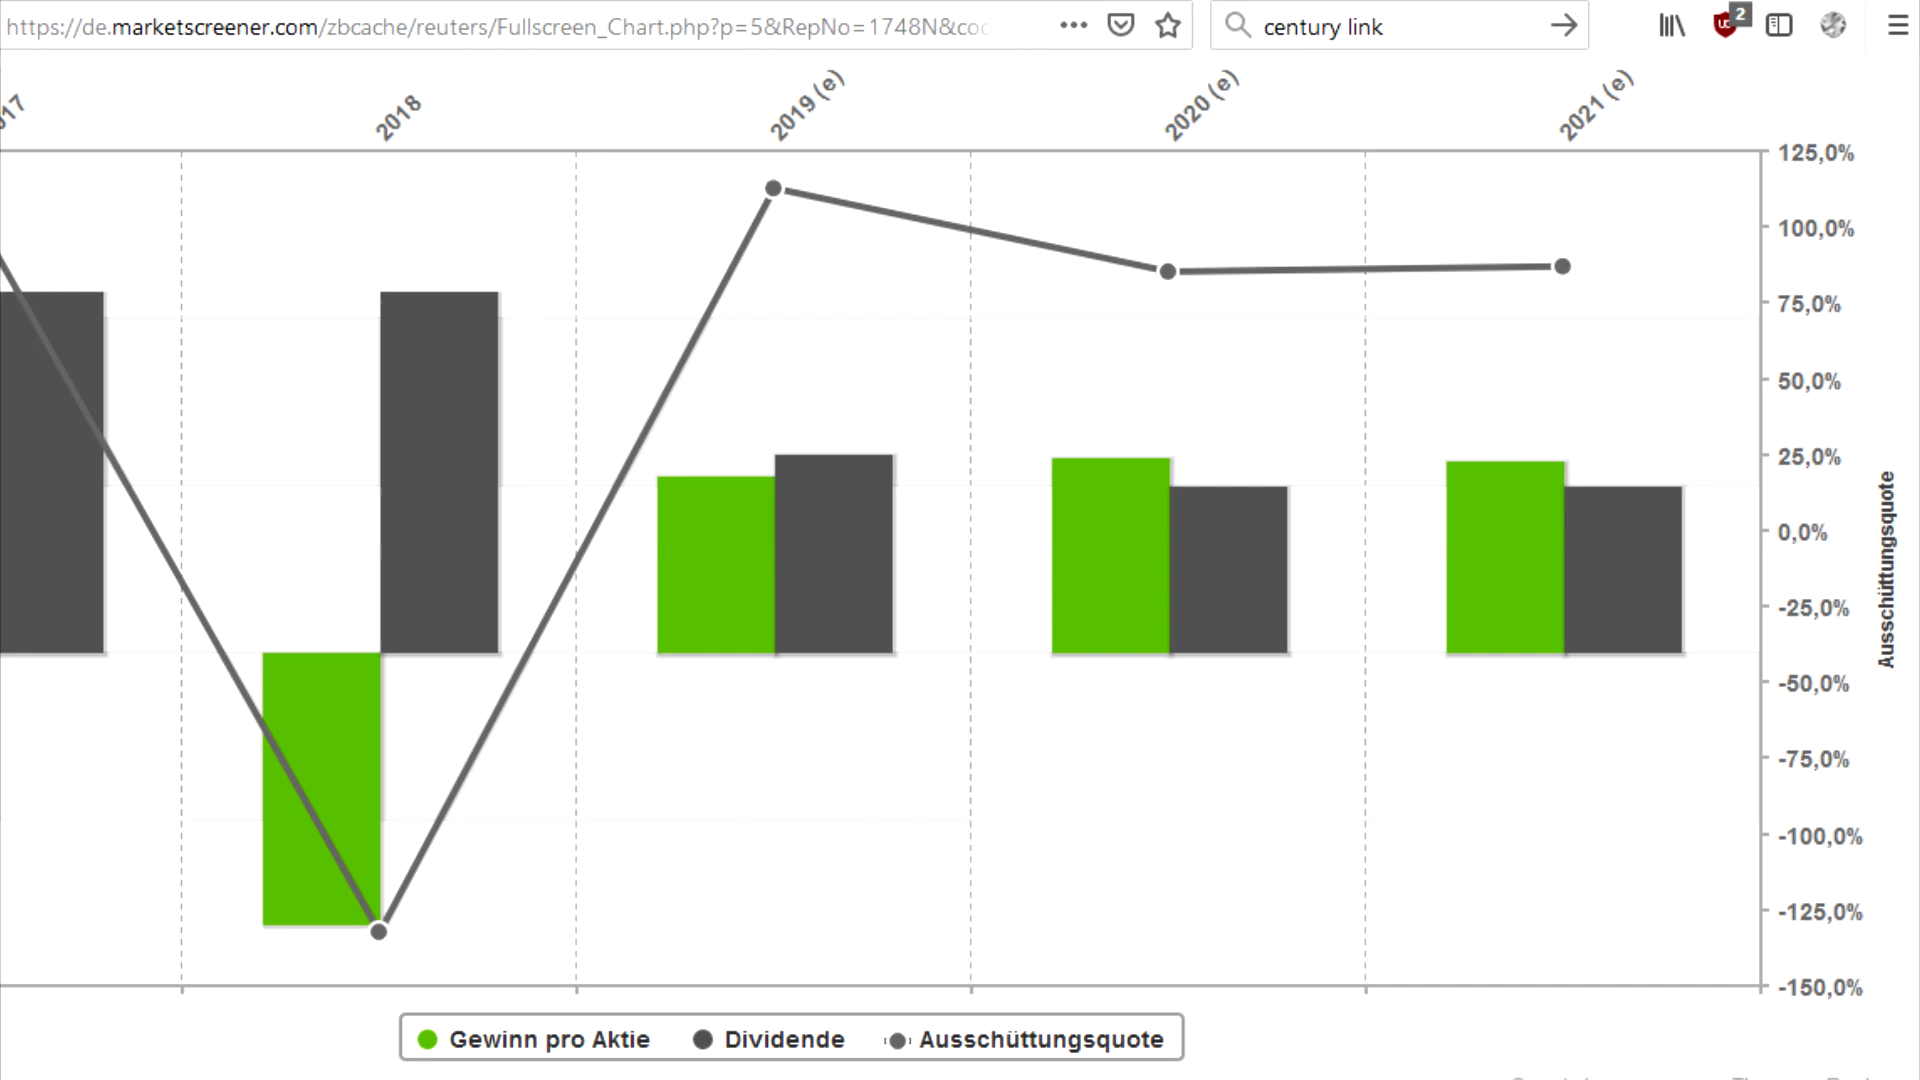 https://de.marketscreener.com/zbcache/reuters/Fullscreen_Chart.php?p=5&RepNo=1748N&coc
century link
2
17
2018
2019 (e)
2020 (e)
2021 (e)
125,0%
100,0%
75,0%
50,0%
25,0%
0,0%
-25,0%
-50,0%
-75,0%
-100,0%
-125,0%
-150,0%
Ausschüttungsquote
Gewinn pro Aktie
Dividende
Ausschüttungsquote